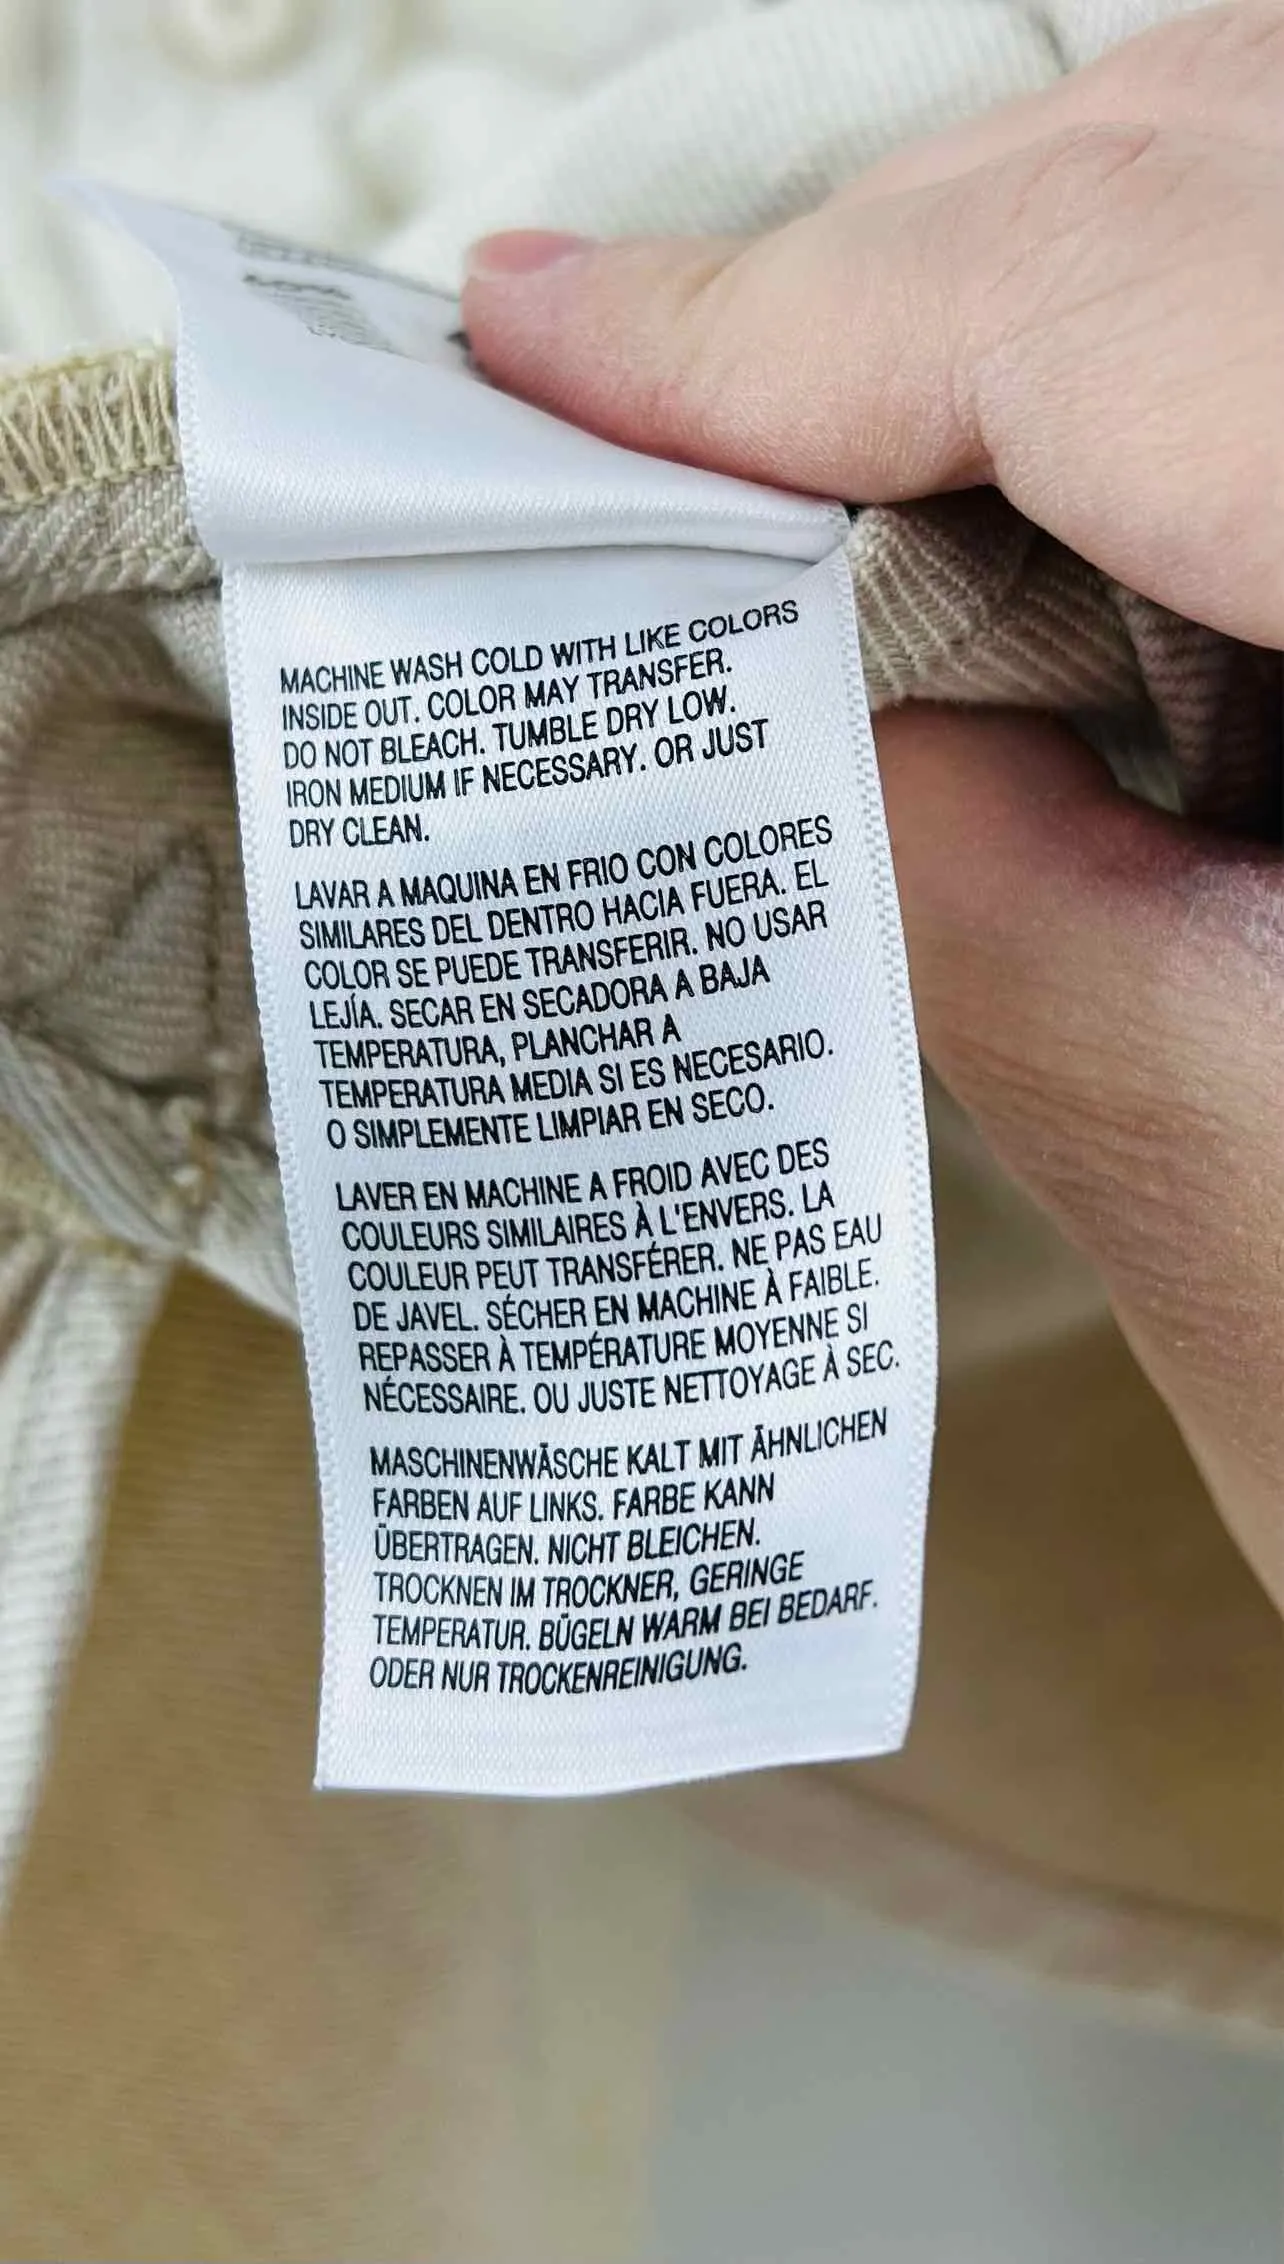 MACHINE WASH COLD WITH LIKE COLORS
INSIDE OUT. COLOR MAY TRANSFER.
DO NOT BLEACH. TUMBLE DRY LOW.
IRON MEDIUM IF NECESSARY. OR JUST
DRY CLEAN.
LAVAR A MAQUINA EN FRIO CON COLORES
SIMILARES DEL DENTRO HACIA FUERA. EL
COLOR SE PUEDE TRANSFERIR. NO USAR
LEJÍA. SECAR EN SECADORA A BAJA
TEMPERATURA, PLANCHAR A
TEMPERATURA MEDIA SI ES NECESARIO.
O SIMPLEMENTE LIMPIAR EN SECO.
LAVER EN MACHINE A FROID AVEC DES
COULEURS SIMILAIRES À L'ENVERS. LA
COULEUR PEUT TRANSFÉRER. NE PAS EAU
DE JAVEL. SÉCHER EN MACHINE À FAIBLE.
REPASSER À TEMPÉRATURE MOYENNE SI
NÉCESSAIRE. OU JUSTE NETTOYAGE À SEC.
MASCHINENWÄSCHE KALT MIT ÄHNLICHEN
FARBEN AUF LINKS. FARBE KANN
ÜBERTRAGEN. NICHT BLEICHEN.
TROCKNEN IM TROCKNER, GERINGE
TEMPERATUR. BÜGELN WARM BEI BEDARF.
ODER NUR TROCKENREINIGUNG.